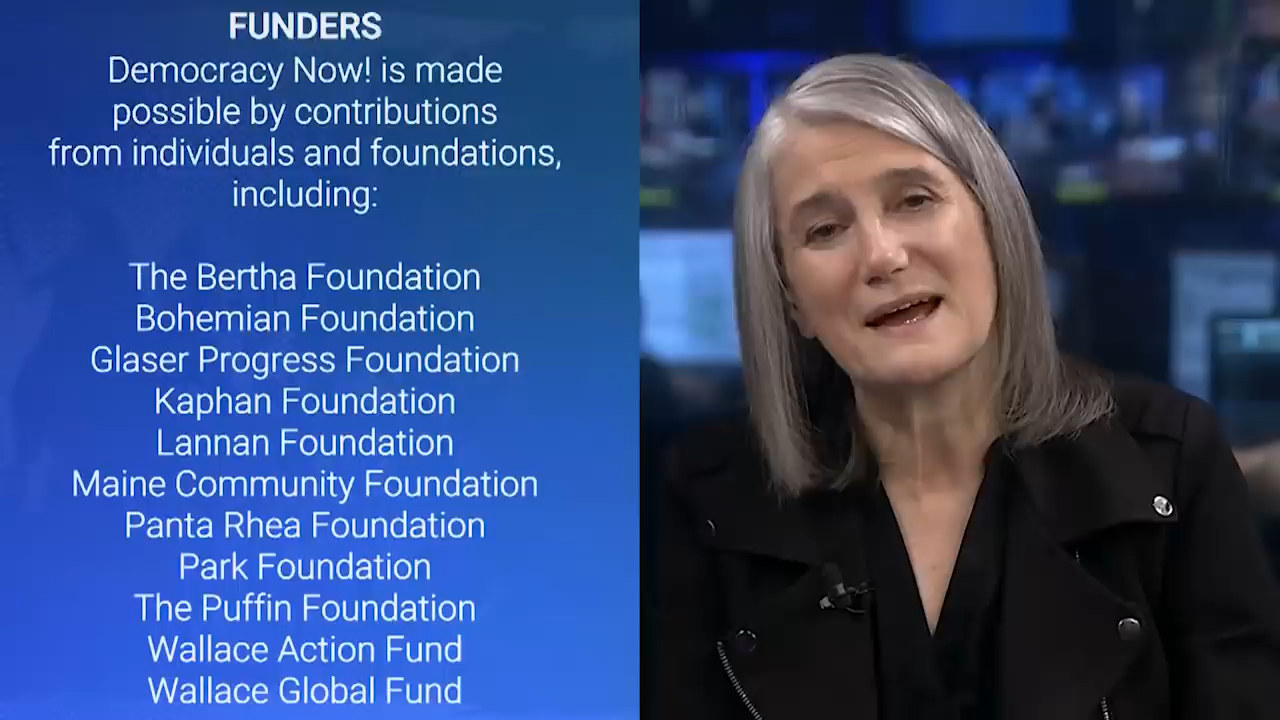 FUNDERS
Democracy Now! is made
possible by contributions
from individuals and foundations,
including:
The Bertha Foundation
Bohemian Foundation
Glaser Progress Foundation
Kaphan Foundation
Lannan Foundation
Maine Community Foundation
Panta Rhea Foundation
Park Foundation
The Puffin Foundation
Wallace Action Fund
Wallace Global Fund